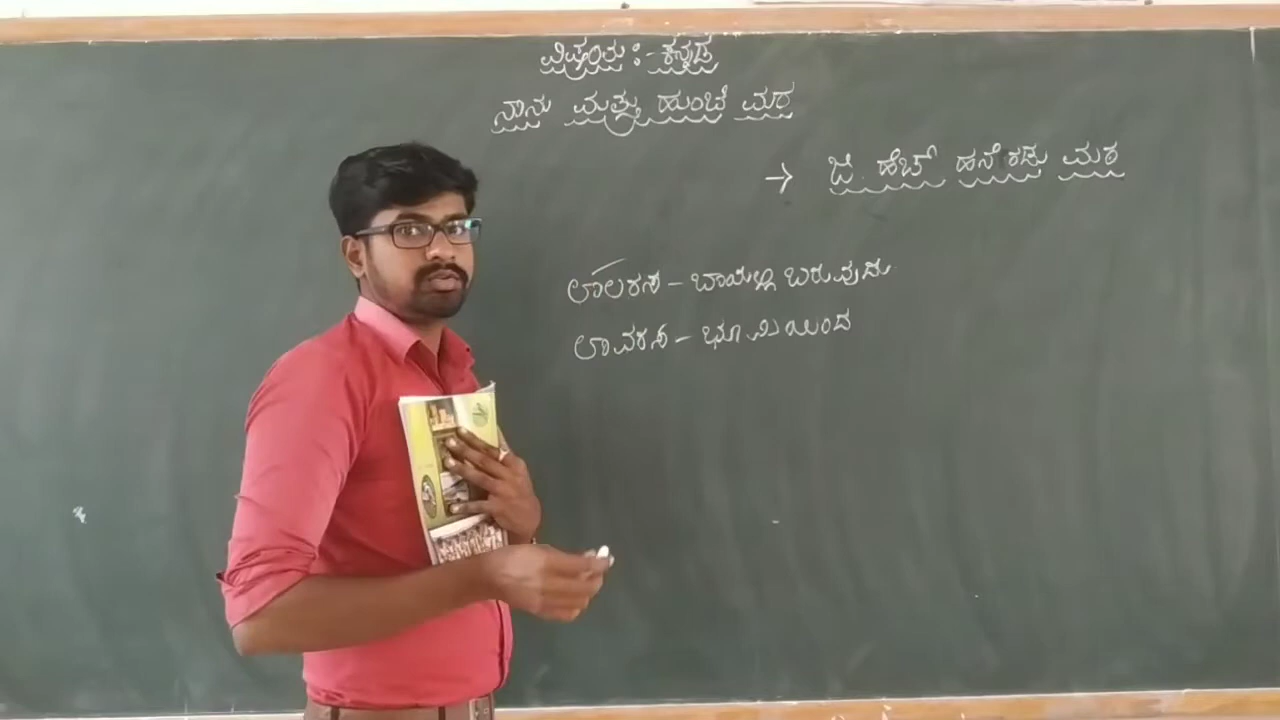 ವಿಷಯ :- ಕನ್ನಡ
ನಾನು ಮತ್ತು ಹುಂಚಿ ಮರ
→ ಜಿ. ಹೆಚ್ ಹನ್ನೆರಡು ಮಠ
ಲಾಲರಸ - ಬಾಯಲ್ಲಿ ಬರುವುದು
ಲಾವರಸ - ಭೂಮಿಯಿಂದ